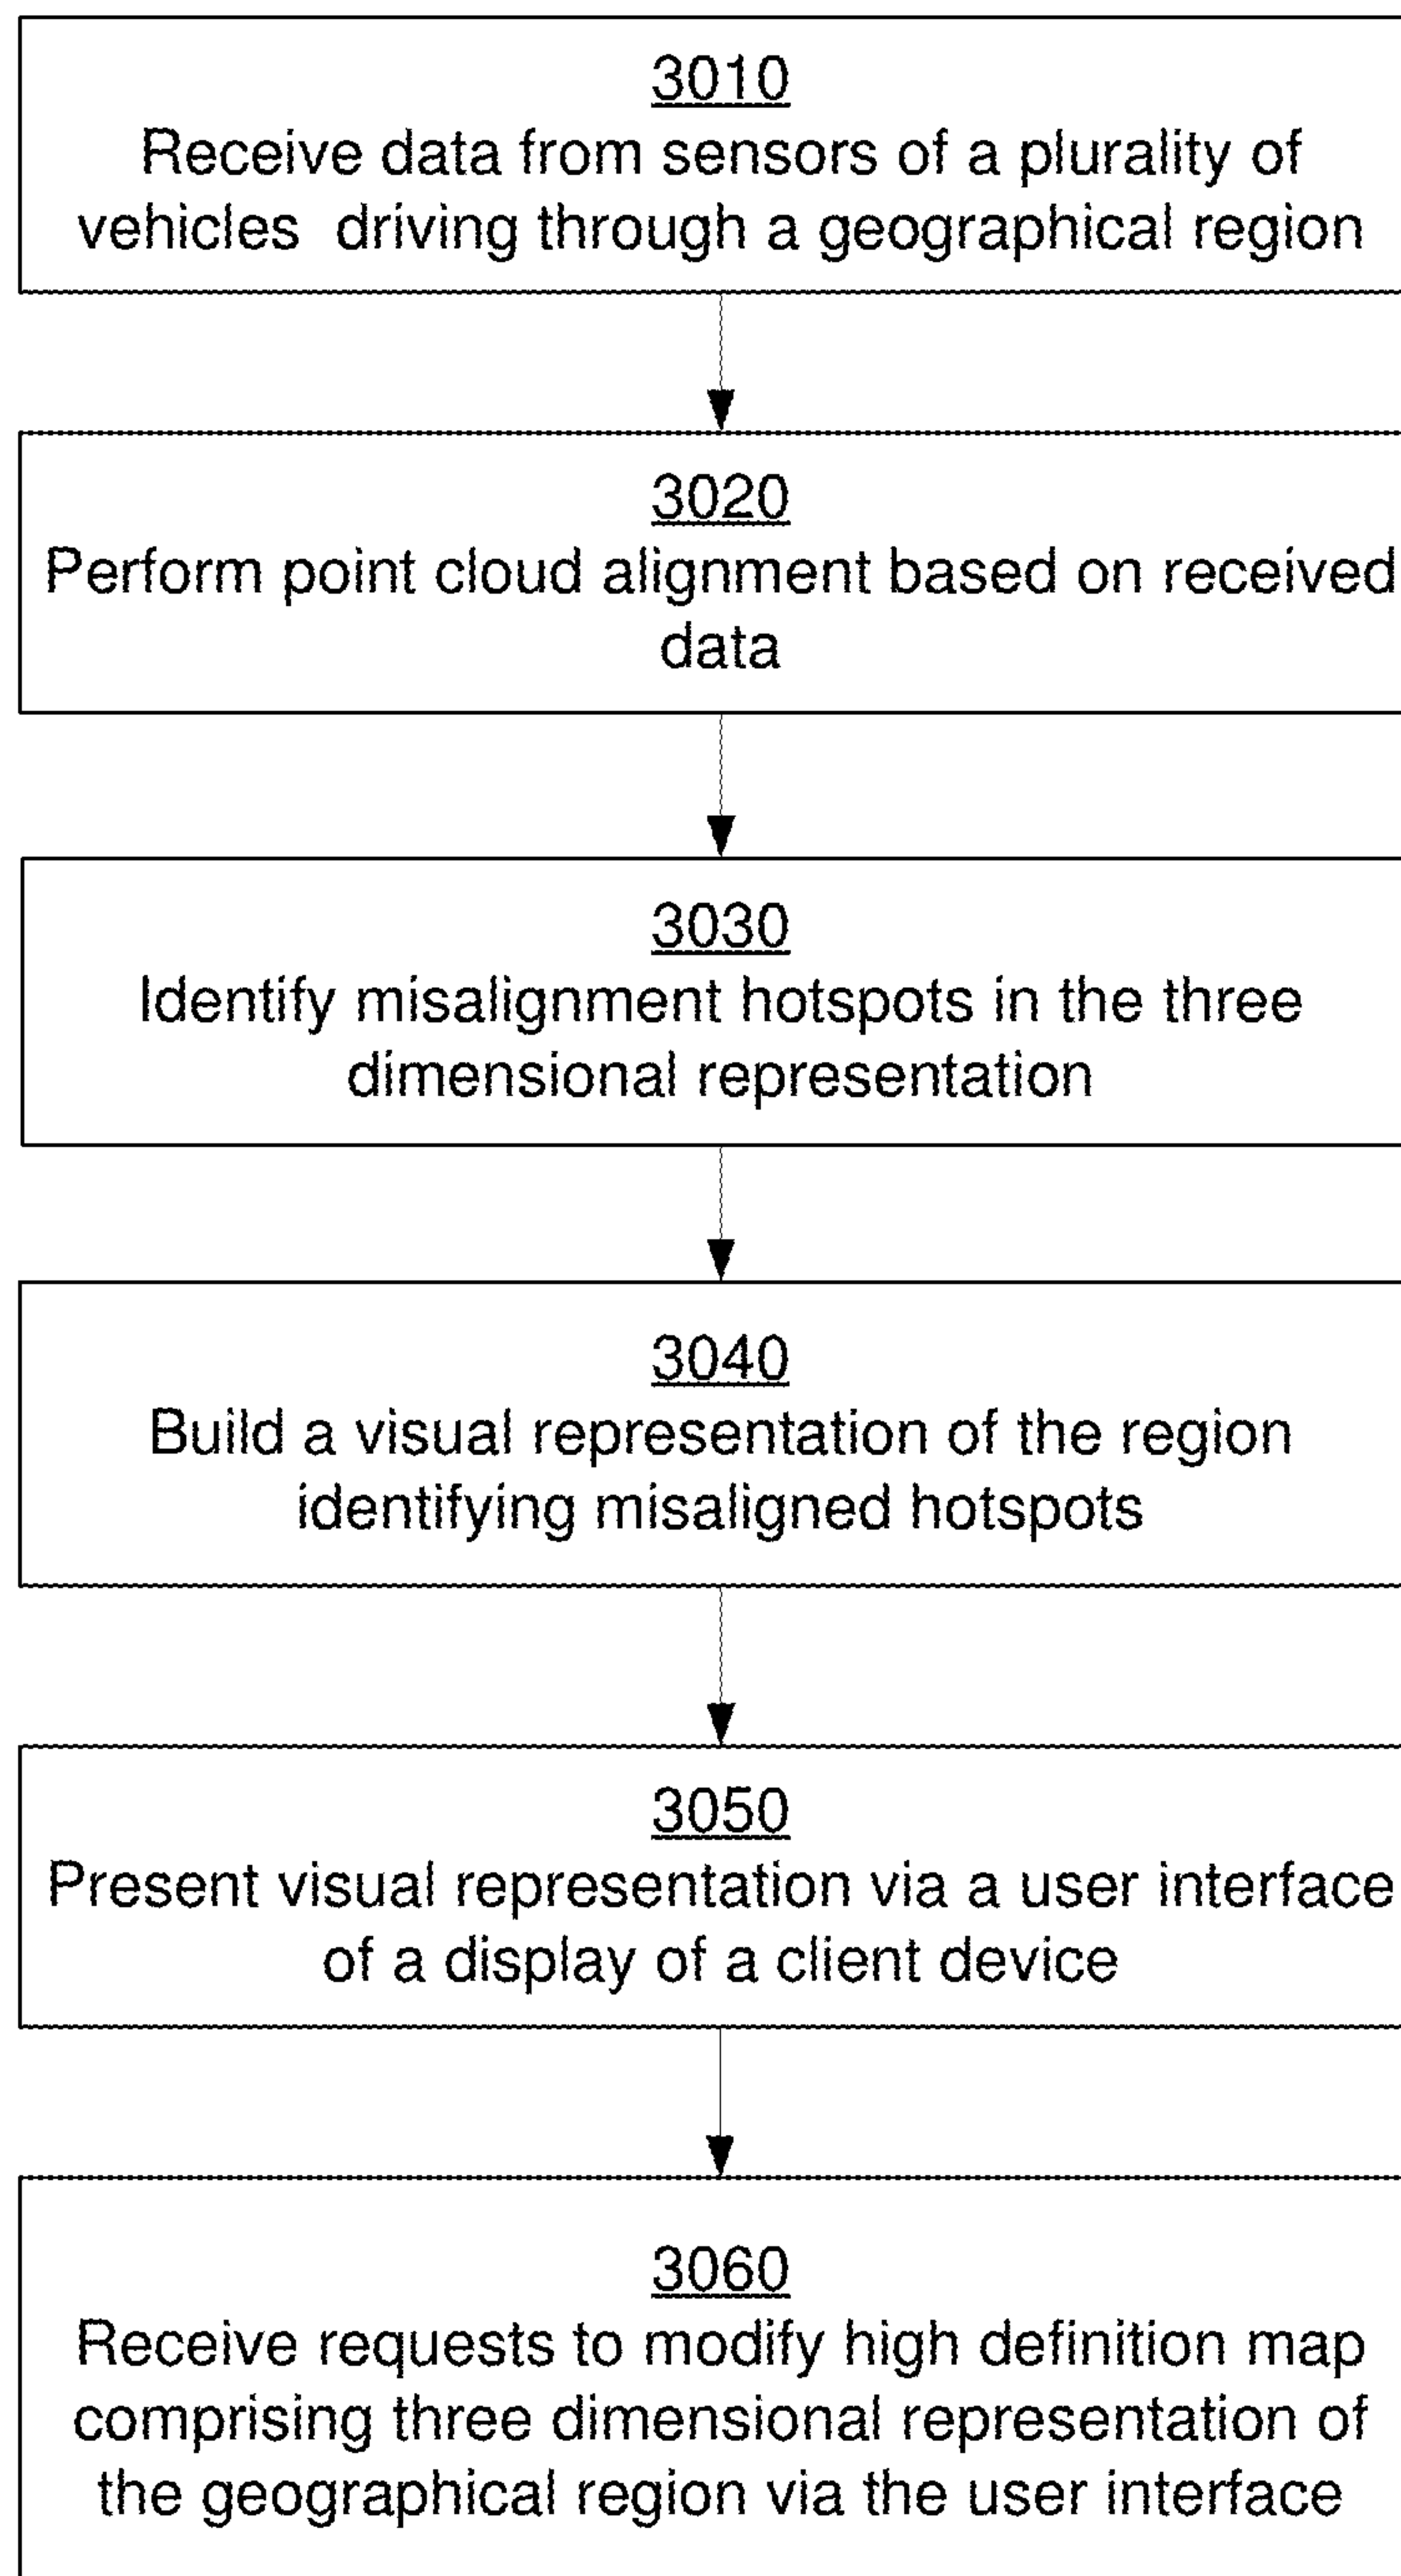 3010
Receive data from sensors of a plurality of
vehicles driving through a geographical region
3020
Perform point cloud alignment based on received
data
3030
Identify misalignment hotspots in the three
dimensional representation
3040
Build a visual representation of the region
identifying misaligned hotspots
3050
Present visual representation via a user interface
of a display of a client device
3060
Receive requests to modify high definition map
comprising three dimensional representation of
the geographical region via the user interface